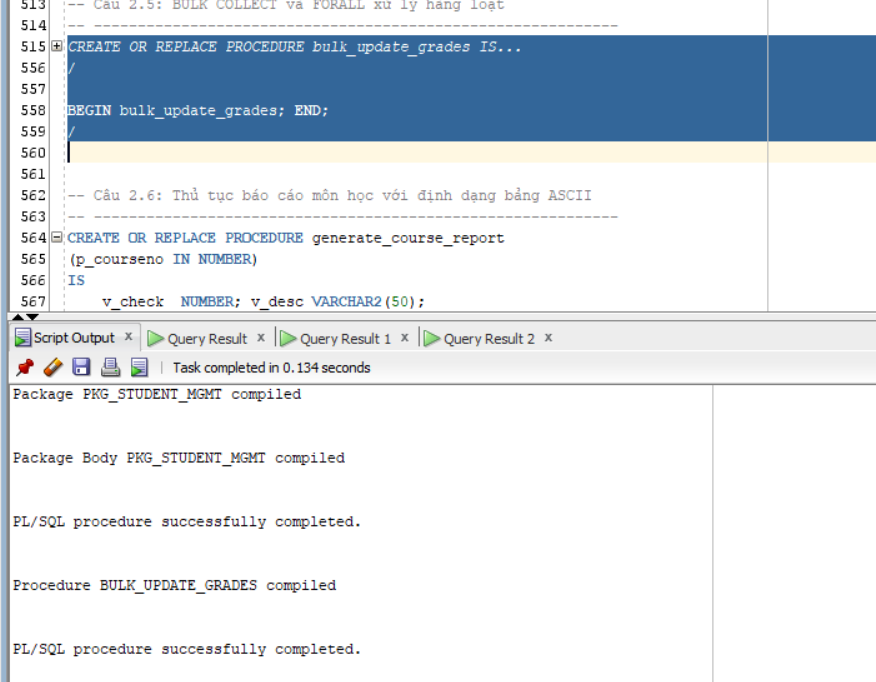 513 -- Câu 2.5: BULK COLLECT và FORALL xử lý hàng loạt
514 -- ------------------------------------------------------------
515 CREATE OR REPLACE PROCEDURE bulk_update_grades IS...
556 /
557
558 BEGIN bulk_update_grades; END;
559 /
560
561
562 -- Câu 2.6: Thủ tục báo cáo môn học với định dạng bảng ASCII
563 -- ------------------------------------------------------------
564 CREATE OR REPLACE PROCEDURE generate_course_report
565 (p_courseno IN NUMBER)
566 IS
567 v_check NUMBER; v_desc VARCHAR2(50);
Script Output x Query Result x Query Result 1 x Query Result 2 x
Task completed in 0.134 seconds
Package PKG_STUDENT_MGMT compiled
Package Body PKG_STUDENT_MGMT compiled
PL/SQL procedure successfully completed.
Procedure BULK_UPDATE_GRADES compiled
PL/SQL procedure successfully completed.